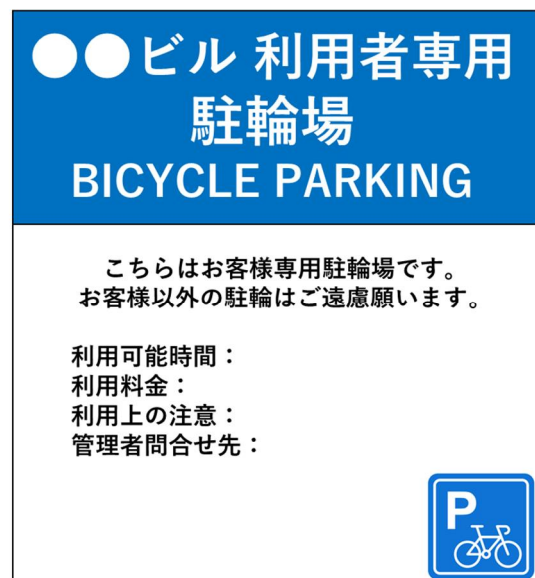 ●●ビル 利用者専用
駐輪場
BICYCLE PARKING
こちらはお客様専用駐輪場です。
お客様以外の駐輪はご遠慮願います。
利用可能時間：
利用料金：
利用上の注意：
管理者問合せ先：
P